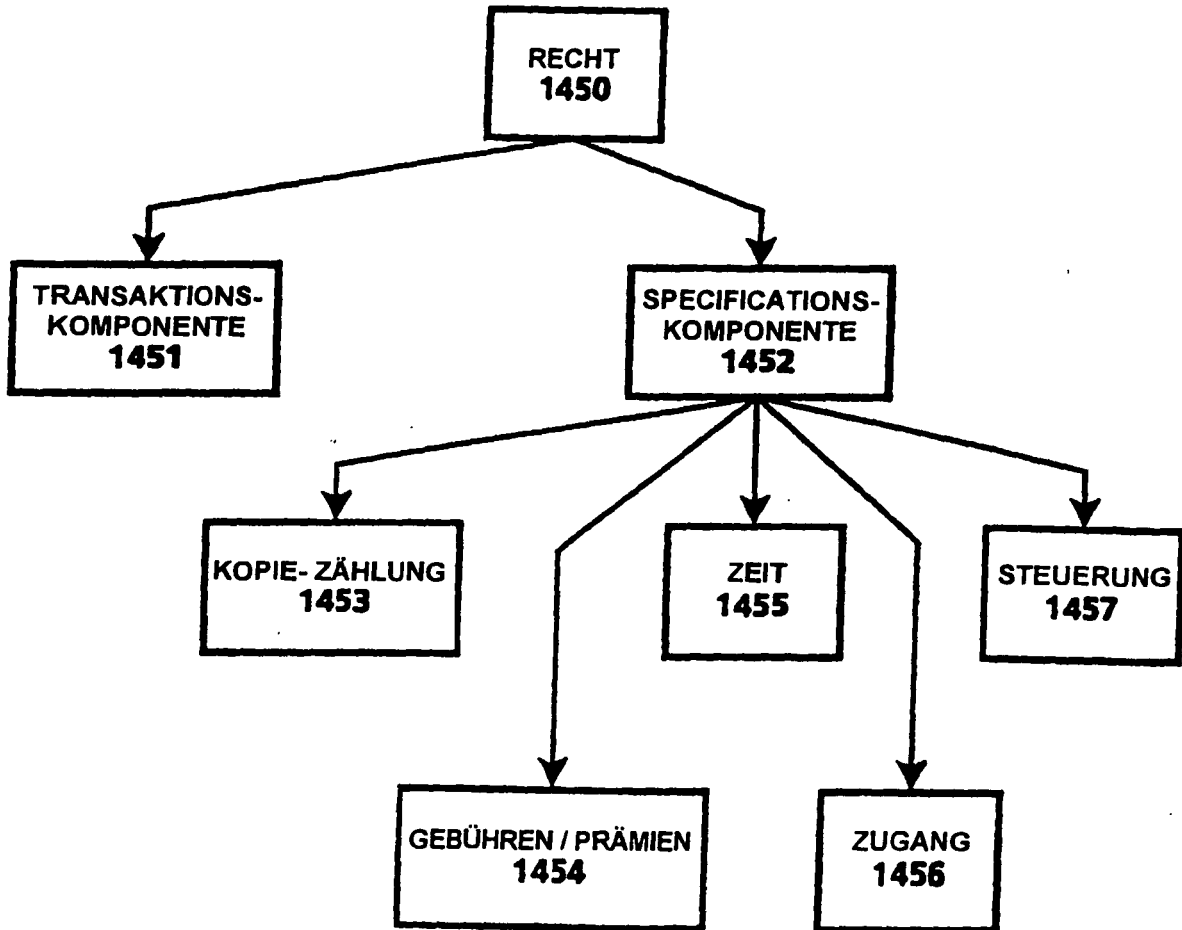 RECHT
1450
TRANSAKTIONS-
KOMPONENTE
1451
SPECIFICATIONS-
KOMPONENTE
1452
KOPIE- ZÄHLUNG
1453
ZEIT
1455
STEUERUNG
1457
GEBÜHREN / PRÄMIEN
1454
ZUGANG
1456